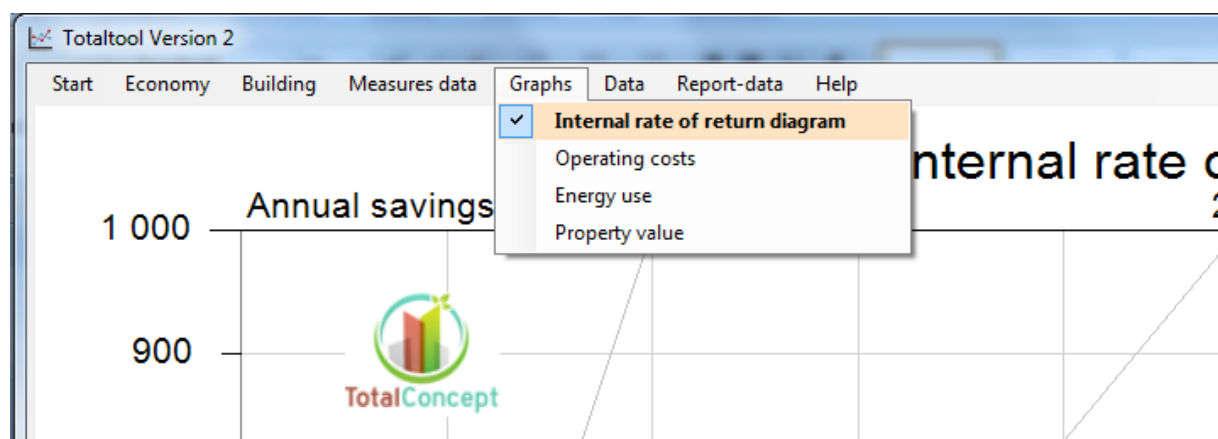 Totaltool Version 2
Start Economy Building Measures data Graphs Data Report-data Help
Internal rate of return diagram
Operating costs
Energy use
Property value
nternal rate
Annual savings
1 000
900
TotalConcept